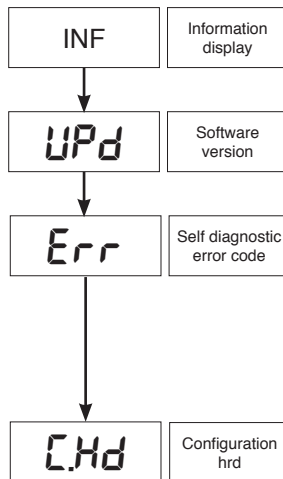 INF
Information
display
UPd
Software
version
Err
Self diagnostic
error code
C.Hd
Configuration
hrd